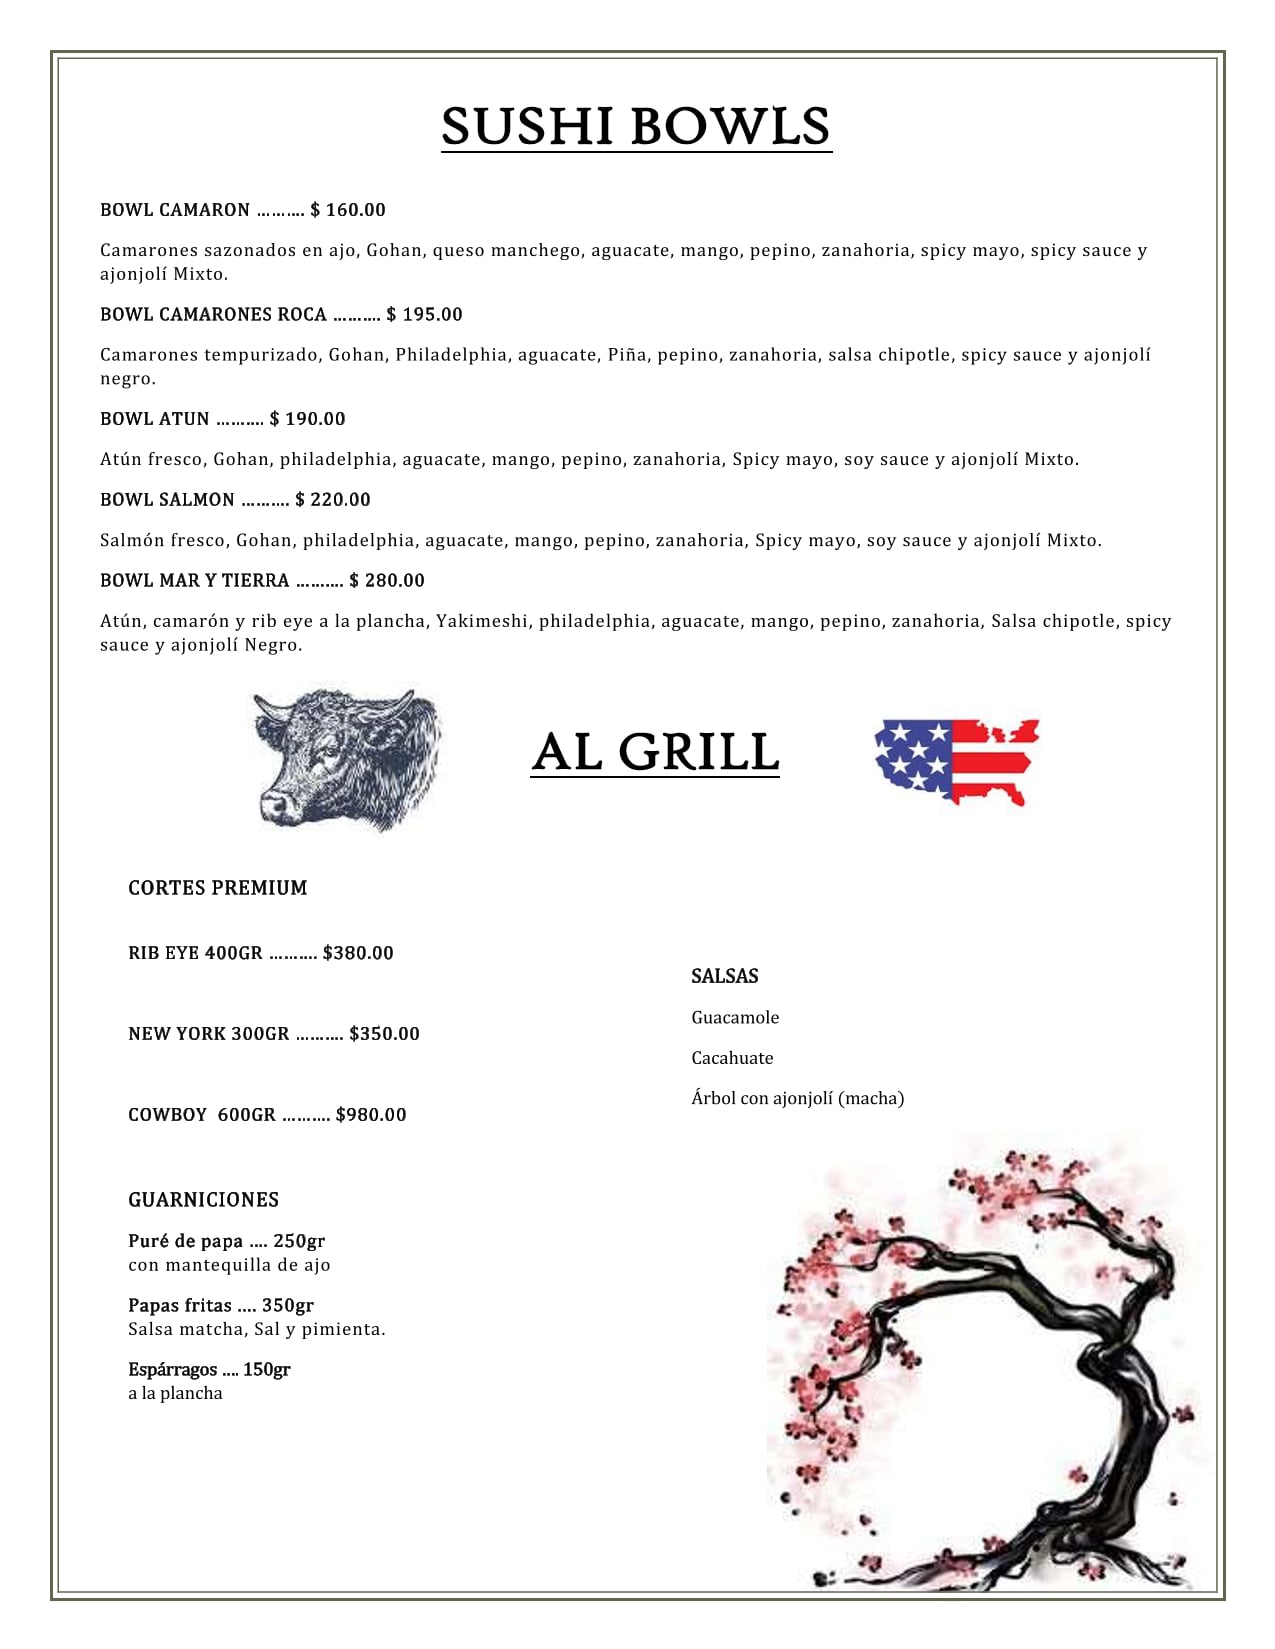 SUSHI BOWLS
BOWL CAMARON ………. $ 160.00
Camarones sazonados en ajo, Gohan, queso manchego, aguacate, mango, pepino, zanahoria, spicy mayo, spicy sauce y
ajonjolí Mixto.
BOWL CAMARONES ROCA ………. $ 195.00
Camarones tempurizado, Gohan, Philadelphia, aguacate, Piña, pepino, zanahoria, salsa chipotle, spicy sauce y ajonjolí
negro.
BOWL ATUN ………. $ 190.00
Atún fresco, Gohan, philadelphia, aguacate, mango, pepino, zanahoria, Spicy mayo, soy sauce y ajonjolí Mixto.
BOWL SALMON ………. $ 220.00
Salmón fresco, Gohan, philadelphia, aguacate, mango, pepino, zanahoria, Spicy mayo, soy sauce y ajonjolí Mixto.
BOWL MAR Y TIERRA ………. $ 280.00
Atún, camarón y rib eye a la plancha, Yakimeshi, philadelphia, aguacate, mango, pepino, zanahoria, Salsa chipotle, spicy
sauce y ajonjolí Negro.
AL GRILL
CORTES PREMIUM
RIB EYE 400GR ………. $380.00
NEW YORK 300GR ………. $350.00
COWBOY  600GR ………. $980.00
SALSAS
Guacamole
Cacahuate
Árbol con ajonjolí (macha)
GUARNICIONES
Puré de papa .... 250gr
con mantequilla de ajo
Papas fritas .... 350gr
Salsa matcha, Sal y pimienta.
Espárragos .... 150gr
a la plancha